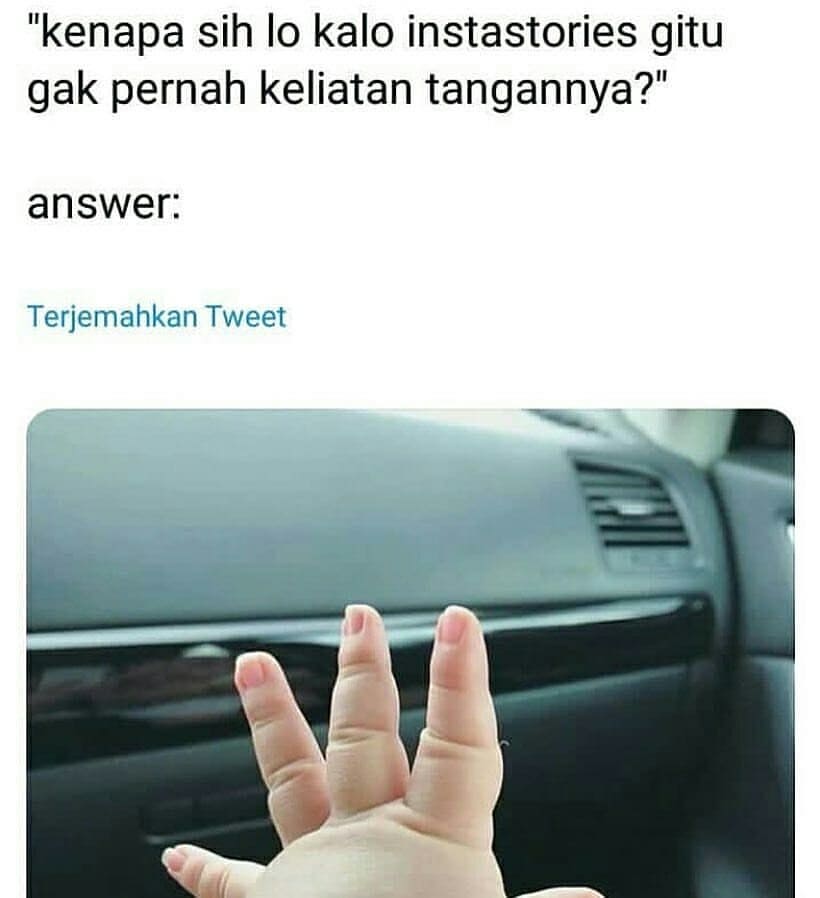 "kenapa sih lo kalo instastories gitu
gak pernah keliatan tangannya?"
answer:
Terjemahkan Tweet